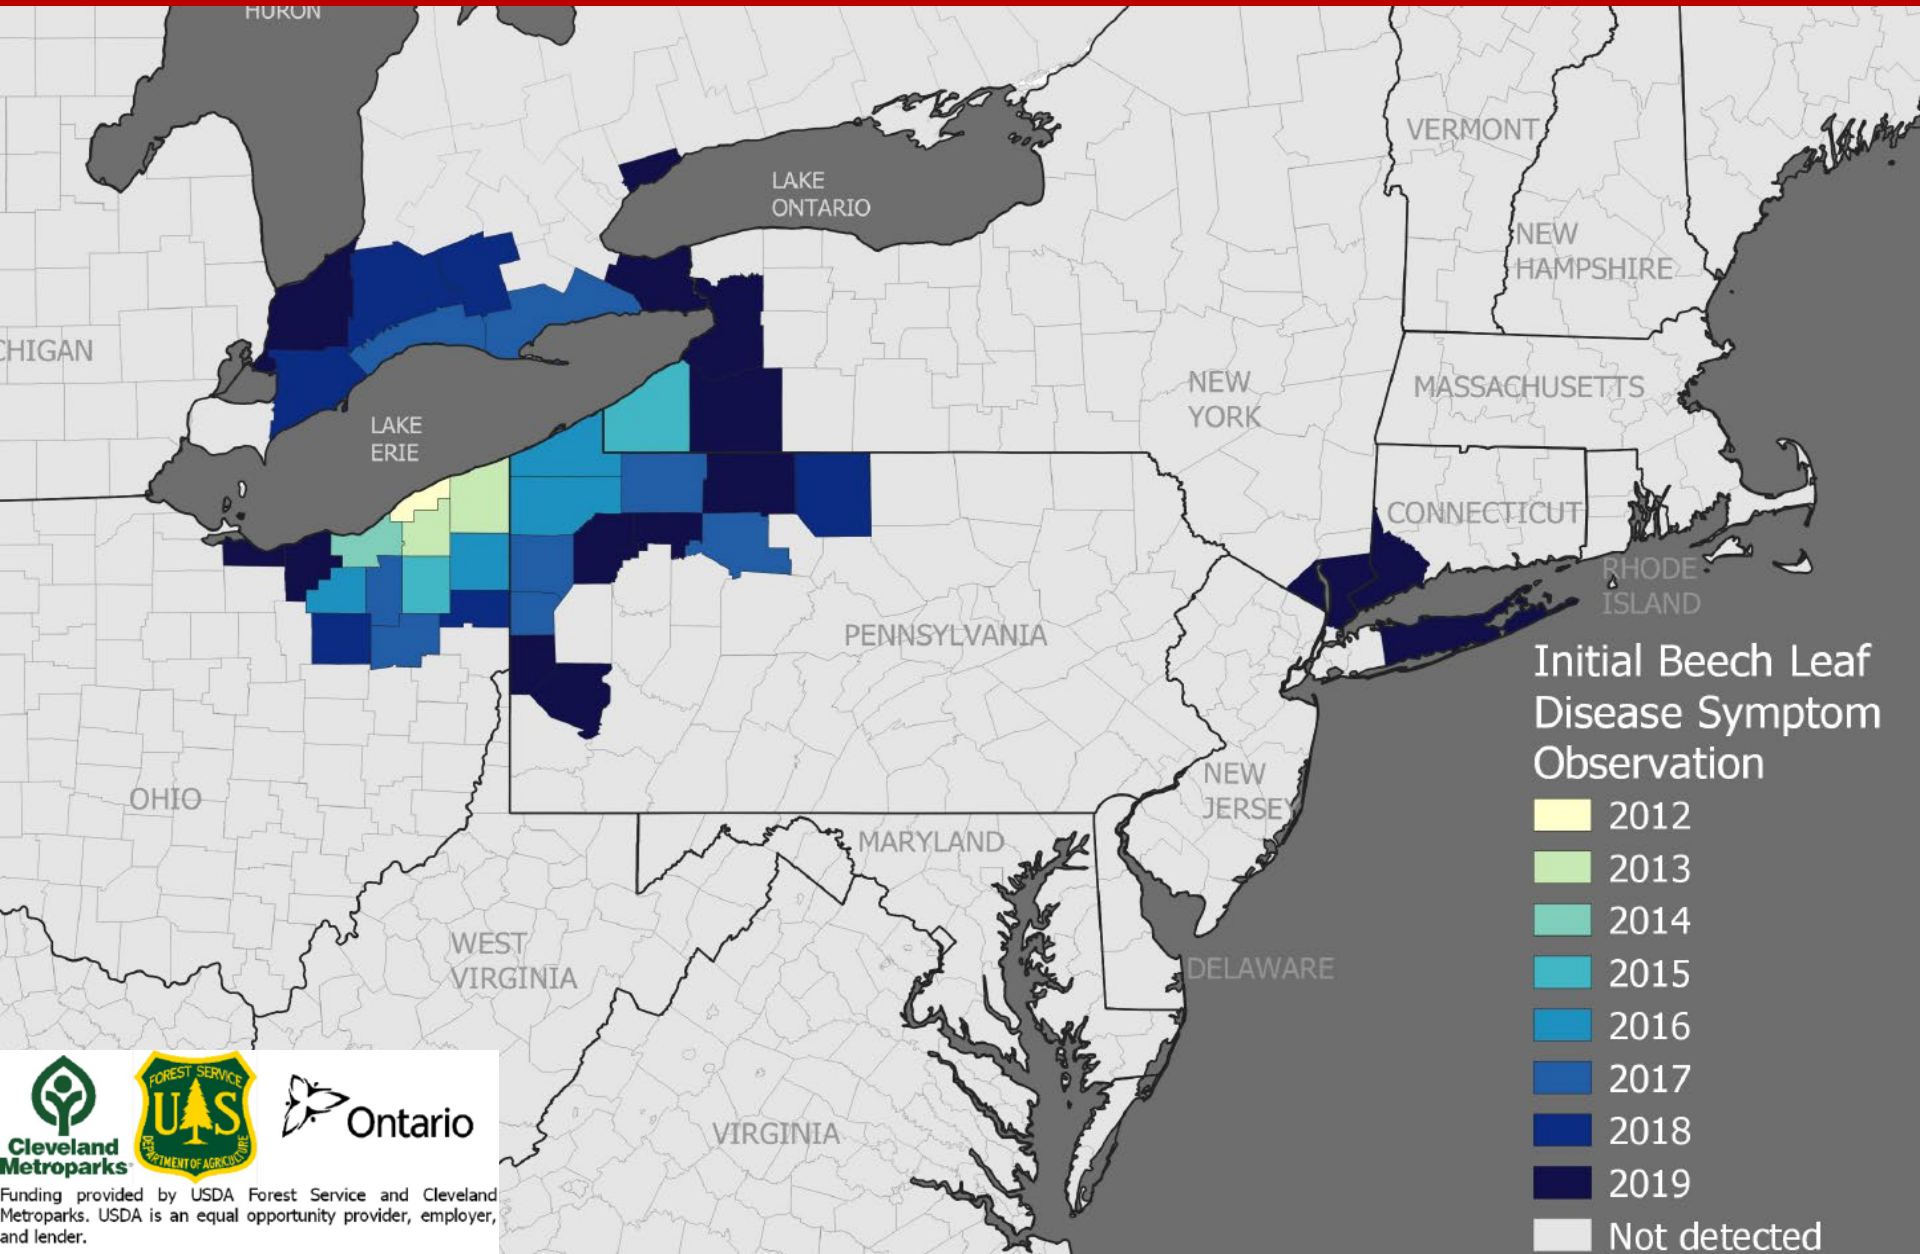 HURON
VERMONT
LAKE
ONTARIO
NEW
HAMPSHIRE
CHIGAN
NEW
YORK
MASSACHUSETTS
LAKE
ERIE
CONNECTICUT
RHODE
ISLAND
PENNSYLVANIA
Initial Beech Leaf
Disease Symptom
Observation
2012
2013
2014
2015
2016
2017
2018
2019
Not detected
OHIO
NEW
JERSEY
MARYLAND
WEST
VIRGINIA
DELAWARE
VIRGINIA
Cleveland
Metroparks
FOREST SERVICE
UAS
DEPARTMENT OF AGRICULTURE
Ontario
Funding provided by USDA Forest Service and Cleveland
Metroparks. USDA is an equal opportunity provider, employer,
and lender.